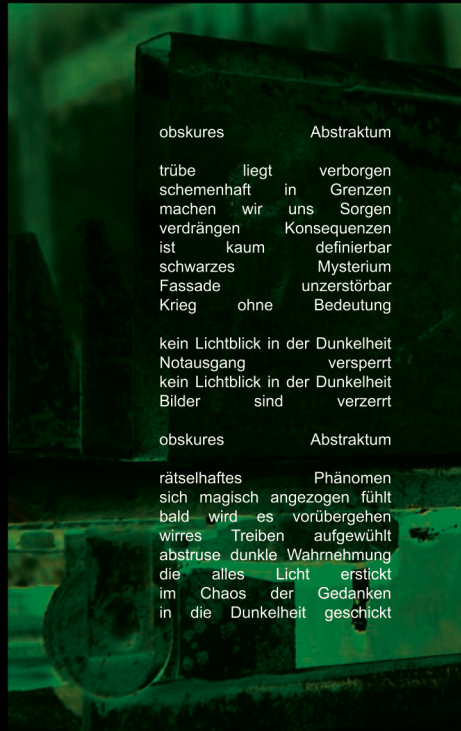 obskures Abstraktum
trübe liegt verborgen
schemenhaft in Grenzen
machen wir uns Sorgen
verdrängen Konsequenzen
ist kaum definierbar
schwarzes Mysterium
Fassade unzerstörbar
Krieg ohne Bedeutung
kein Lichtblick in der Dunkelheit
Notausgang versperrt
kein Lichtblick in der Dunkelheit
Bilder sind verzerrt
obskures Abstraktum
rätselhaftes Phänomen
sich magisch angezogen fühlt
bald wird es vorübergehen
wirres Treiben aufgewühlt
abstruse dunkle Wahrnehmung
die alles Licht erstickt
im Chaos der Gedanken
in die Dunkelheit geschickt